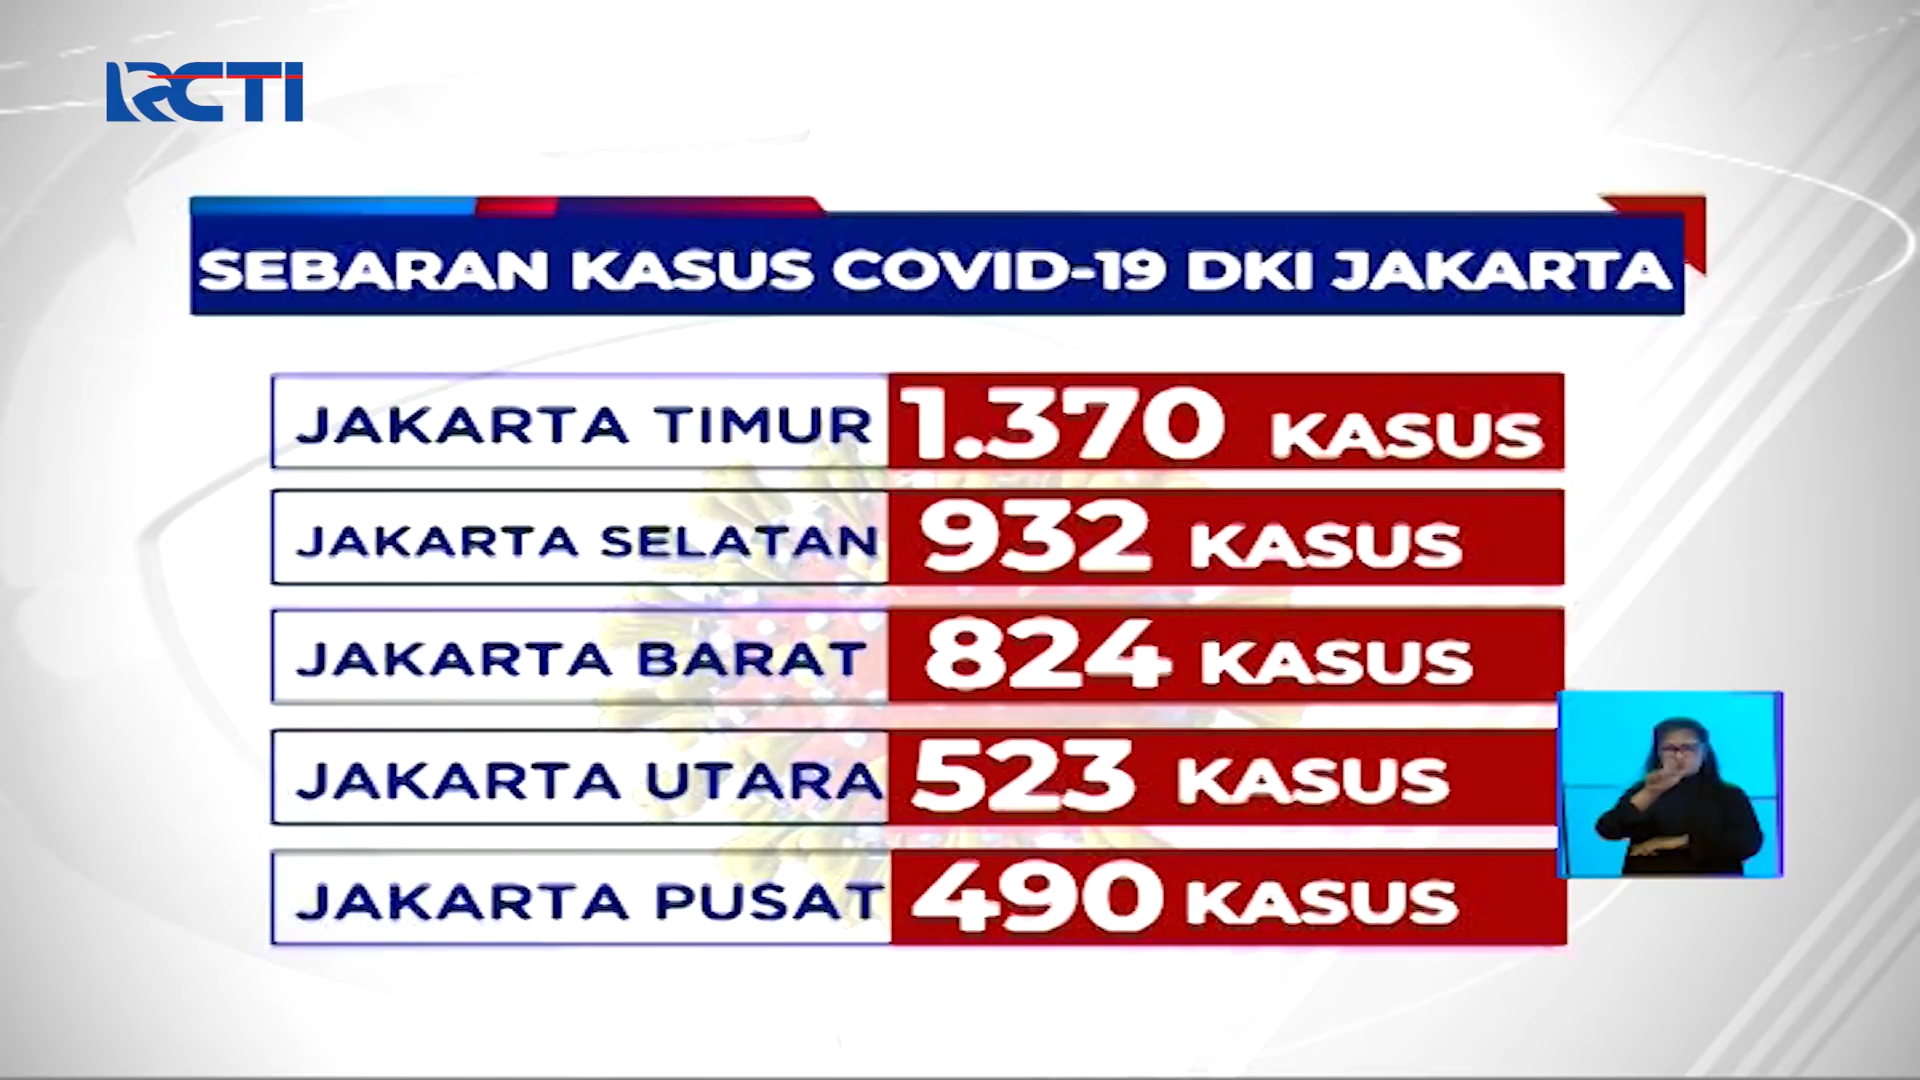 RCTI
SEBARAN KASUS COVID-19 DKI JAKARTA
JAKARTA TIMUR 1.370 KASUS
JAKARTA SELATAN 932 KASUS
JAKARTA BARAT 824 KASUS
JAKARTA UTARA 523 KASUS
JAKARTA PUSAT 490 KASUS